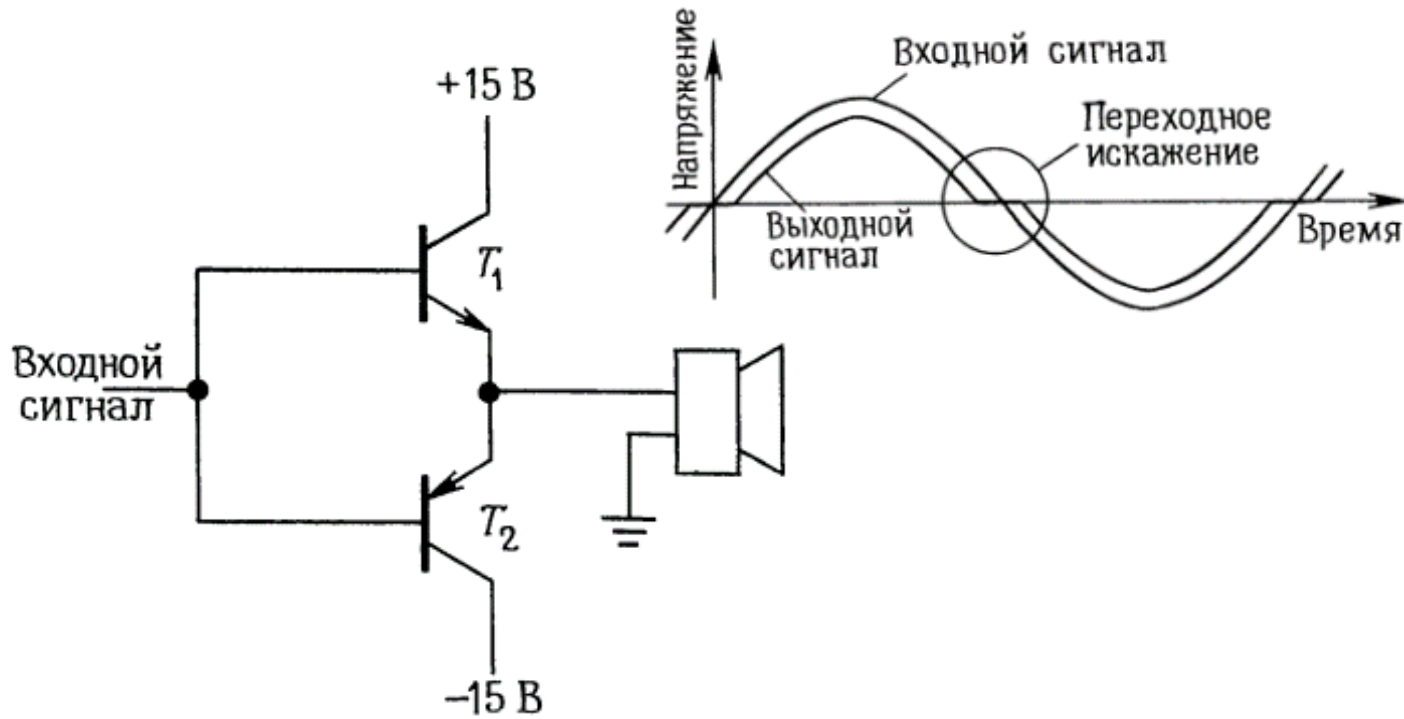 +15 В
T1
Входной
сигнал
T2
−15 В
Напряжение
Входной сигнал
Переходное
искажение
Выходной
сигнал
Время